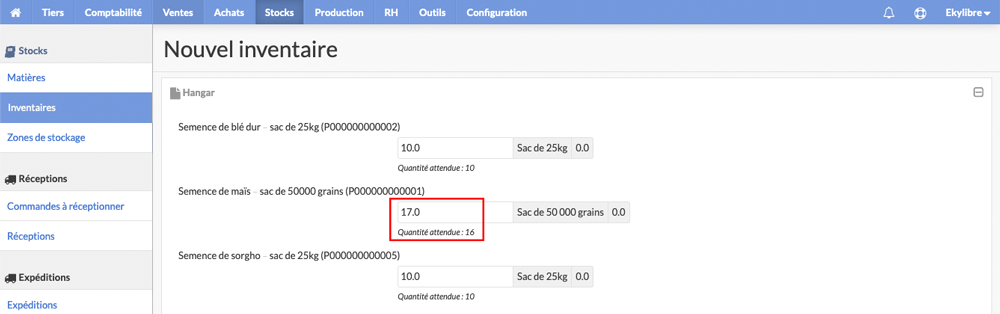 Tiers Comptabilité Ventes Achats Stocks Production RH Outils Configuration Ekylibre
Stocks
Matières
Inventaires
Zones de stockage
Réceptions
Commandes à réceptionner
Réceptions
Expéditions
Expéditions
Nouvel inventaire
Hangar
Semence de blé dur – sac de 25kg (P000000000002)
10.0 Sac de 25kg 0.0
Quantité attendue : 10
Semence de maïs – sac de 50000 grains (P000000000001)
17.0 Sac de 50 000 grains 0.0
Quantité attendue : 16
Semence de sorgho – sac de 25kg (P000000000005)
10.0 Sac de 25kg 0.0
Quantité attendue : 10